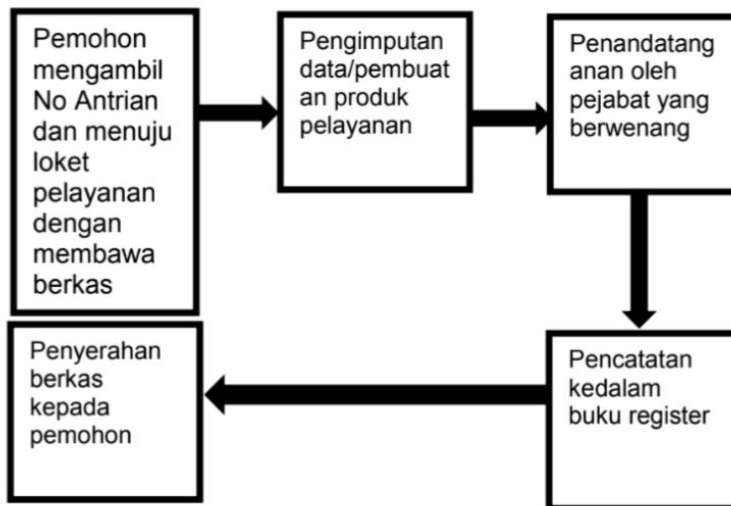 Pemohon
mengambil
No Antrian
dan menuju
loket
pelayanan
dengan
membawa
berkas
Pengimputan
data/pembuat
an produk
pelayanan
Penandatang
anan oleh
pejabat yang
berwenang
Pencatatan
kedalam
buku register
Penyerahan
berkas
kepada
pemohon